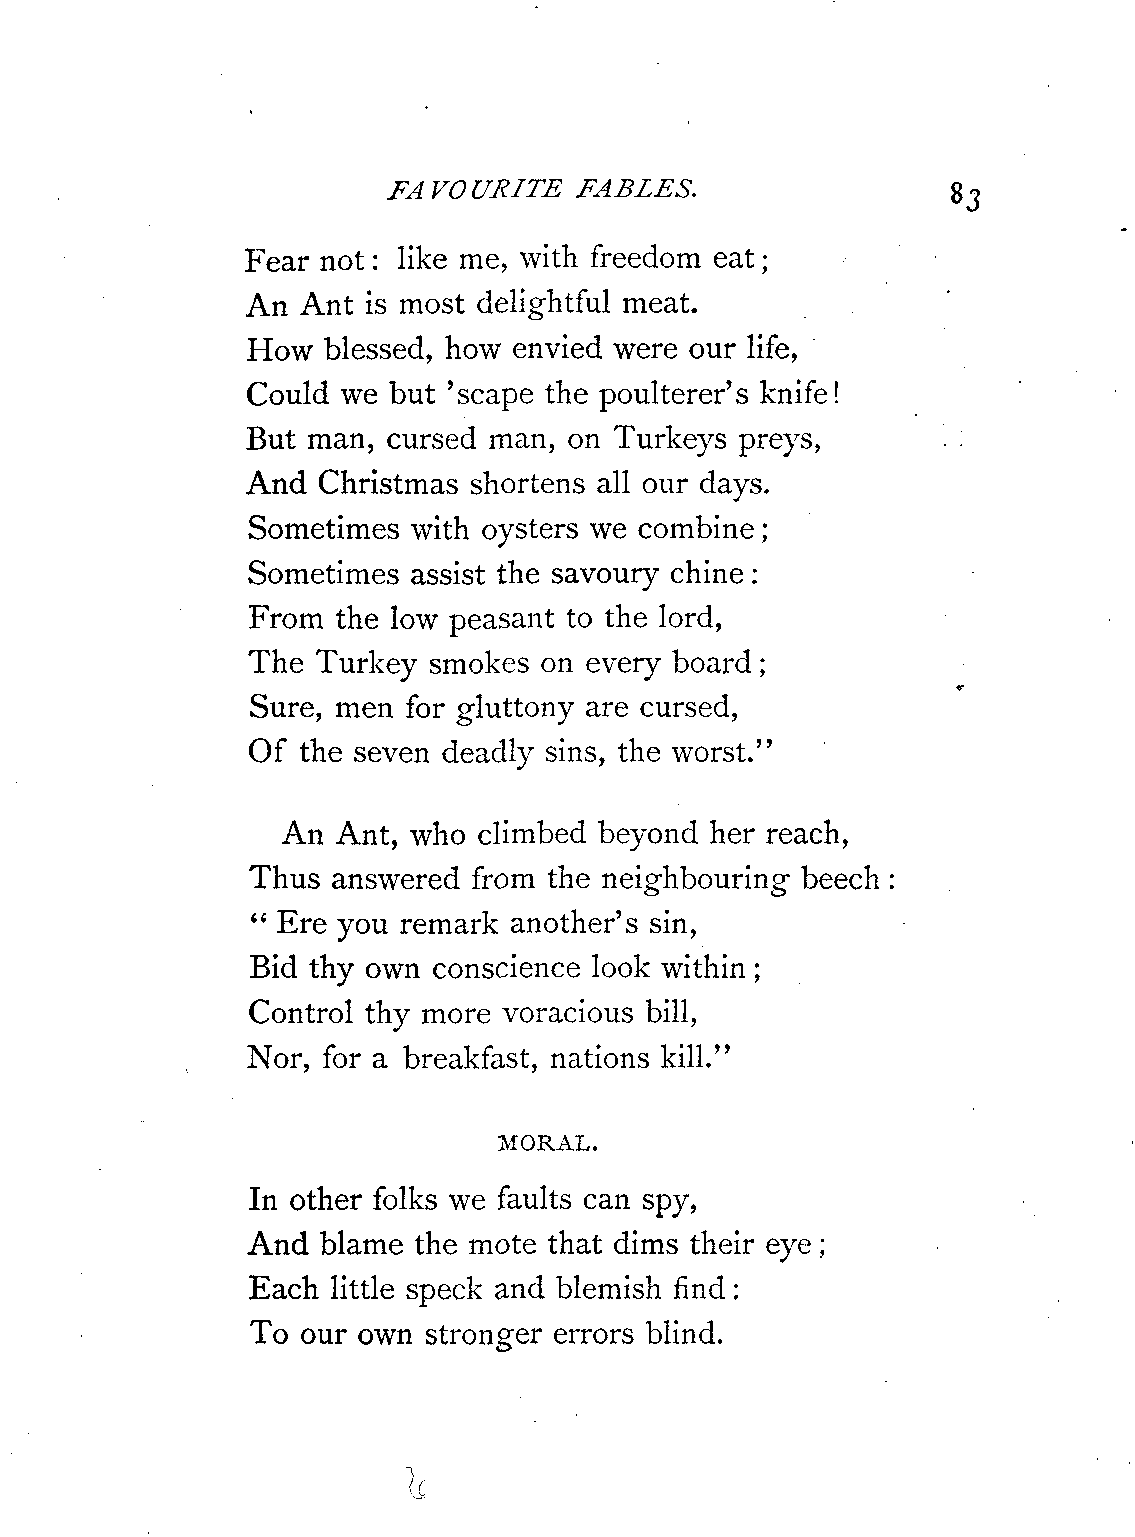 FAVOURITE FABLES. 83
Fear not: like me, with freedom eat;
An Ant is most delightful meat.
How blessed, how envied were our life,
Could we but 'scape the poulterer's knife!
But man, cursed man, on Turkeys preys,
And Christmas shortens all our days.
Sometimes with oysters we combine;
Sometimes assist the savoury chine:
From the low peasant to the lord,
The Turkey smokes on every board;
Sure, men for gluttony are cursed,
Of the seven deadly sins, the worst."
An Ant, who climbed beyond her reach,
Thus answered from the neighbouring beech:
"Ere you remark another's sin,
Bid thy own conscience look within;
Control thy more voracious bill,
Nor, for a breakfast, nations kill."
MORAL.
In other folks we faults can spy,
And blame the mote that dims their eye;
Each little speck and blemish find:
To our own stronger errors blind.